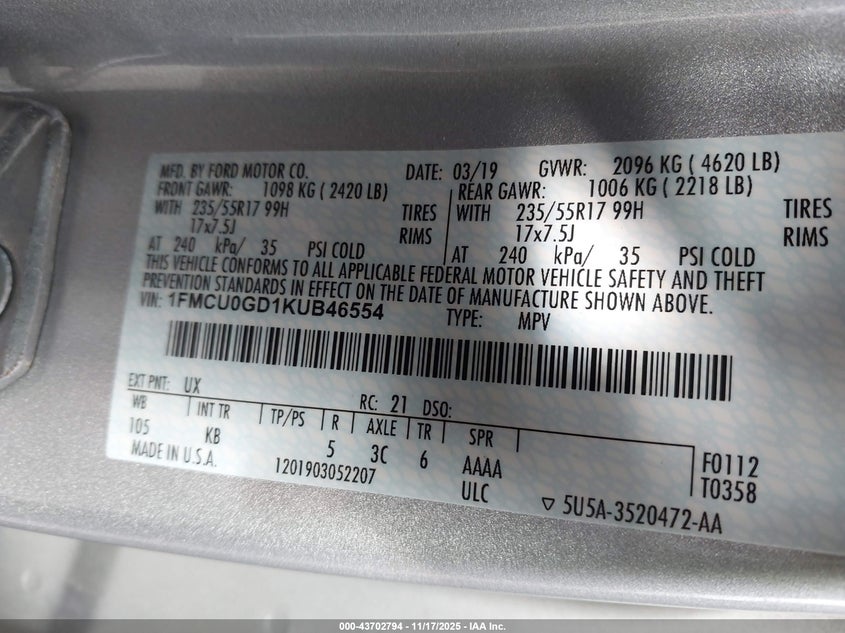 MFD. BY FORD MOTOR CO. DATE: 03/19 GVWR: 2096 KG ( 4620 LB)
FRONT GAWR: 1098 KG ( 2420 LB) REAR GAWR: 1006 KG ( 2218 LB)
WITH 235/55R17 99H TIRES WITH 235/55R17 99H TIRES
17x7.5J RIMS 17x7.5J RIMS
AT 240 kPa/ 35 PSI COLD AT 240 kPa/ 35 PSI COLD
THIS VEHICLE CONFORMS TO ALL APPLICABLE FEDERAL MOTOR VEHICLE SAFETY AND THEFT
PREVENTION STANDARDS IN EFFECT ON THE DATE OF MANUFACTURE SHOWN ABOVE.
VIN: 1FMCU0GD1KUB46554 TYPE: MPV
EXT PNT: UX RC: 21 DSO:
WB INT TR TP/PS R AXLE TR SPR
105 KB 5 3C 6 AAAA F0112
MADE IN U.S.A. 1201903052207 ULC T0358
5U5A-3520472-AA
000-43702794 - 11/17/2025 - IAA Inc.